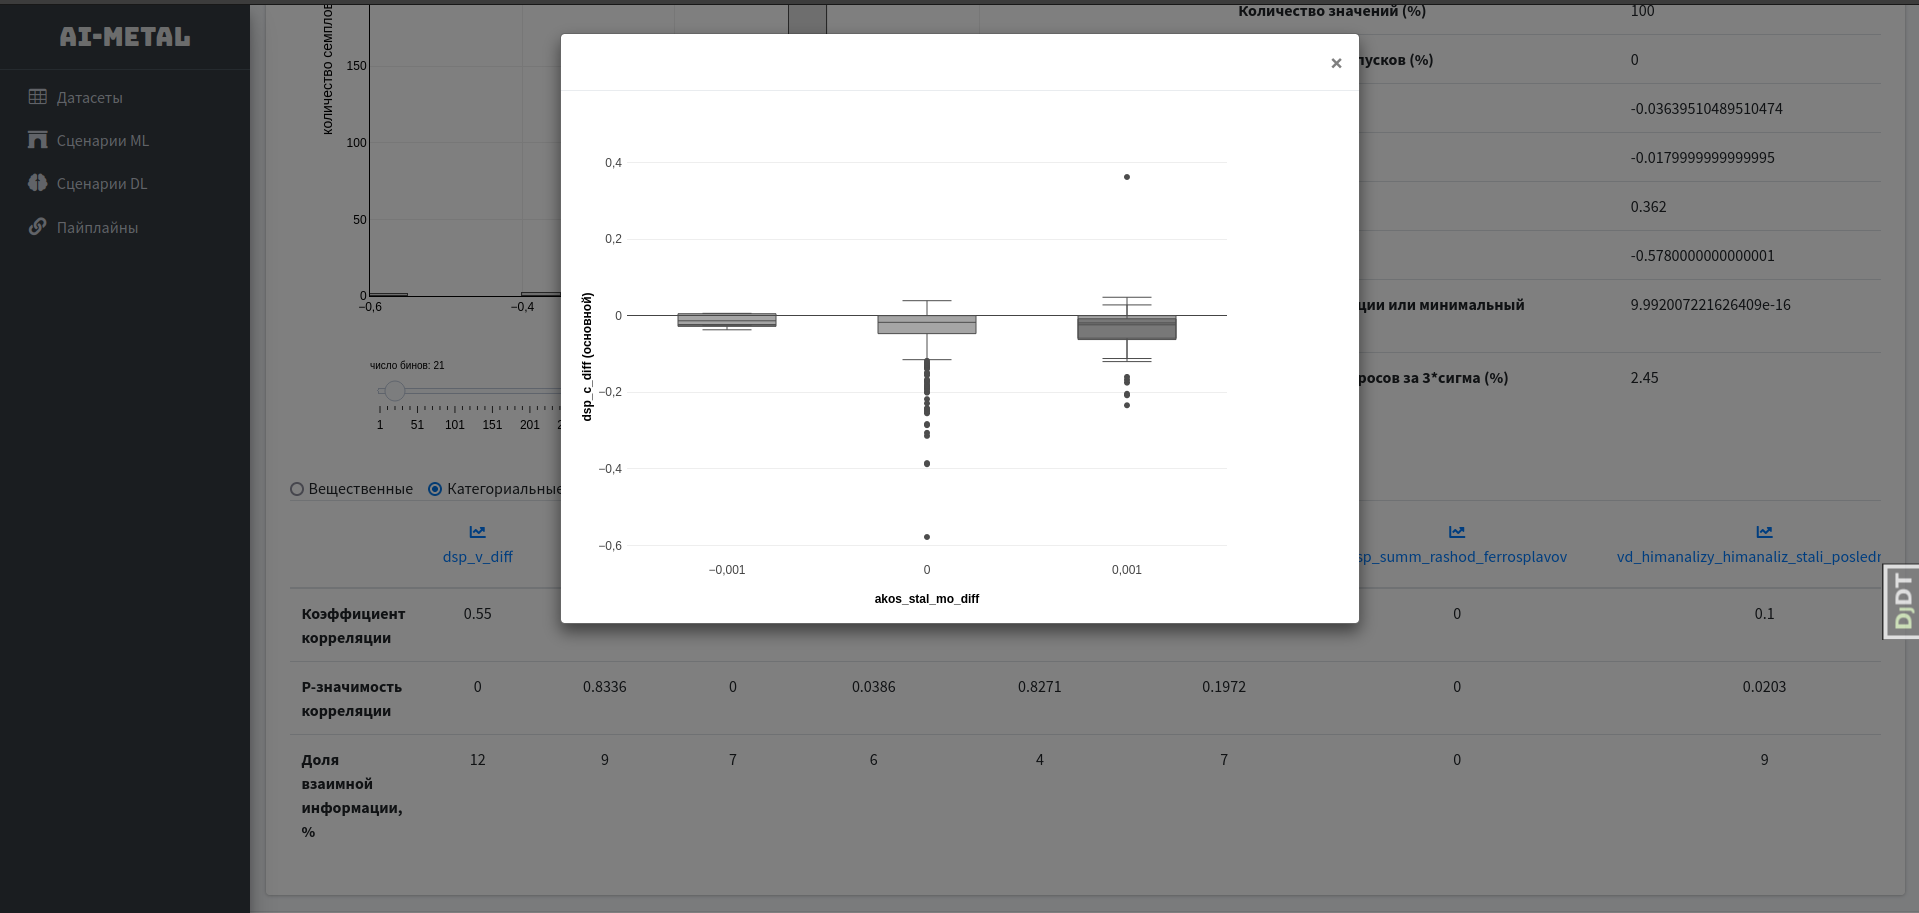 AI-METAL
Датасеты
Сценарии ML
Сценарии DL
Пайплайны
количество семплов
150
100
50
0
−0,6
−0,4
число бинов: 21
1
51
101
151
201
Количество значений (%)
100
пусков (%)
0
-0.03639510489510474
-0.0179999999999995
0.362
-0.5780000000000001
ции или минимальный
9.992007221626409e-16
росов за 3*сигма (%)
2.45
×
0,4
0,2
0
−0,2
−0,4
−0,6
dsp_c_diff (основной)
−0,001
0
0,001
akos_stal_mo_diff
Вещественные
Категориальные
dsp_v_diff
sp_summ_rashod_ferrosplavov
vd_himanalizy_himanaliz_stali_posledn
Коэффициент
корреляции
0.55
0
0.1
P-значимость
корреляции
0
0.8336
0
0.0386
0.8271
0.1972
0
0.0203
Доля
взаимной
информации,
%
12
9
7
6
4
7
0
9
DjDT